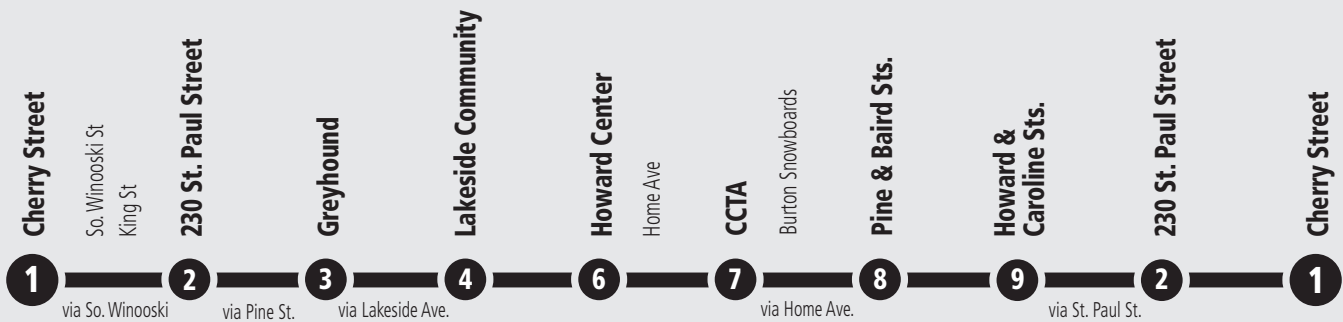 Cherry Street
So. Winooski St
King St
230 St. Paul Street
Greyhound
Lakeside Community
Howard Center
Home Ave
CCTA
Burton Snowboards
Pine & Baird Sts.
Howard &
Caroline Sts.
230 St. Paul Street
Cherry Street
1 2 3 4 6 7 8 9 2 1
via So. Winooski via Pine St. via Lakeside Ave. via Home Ave. via St. Paul St.